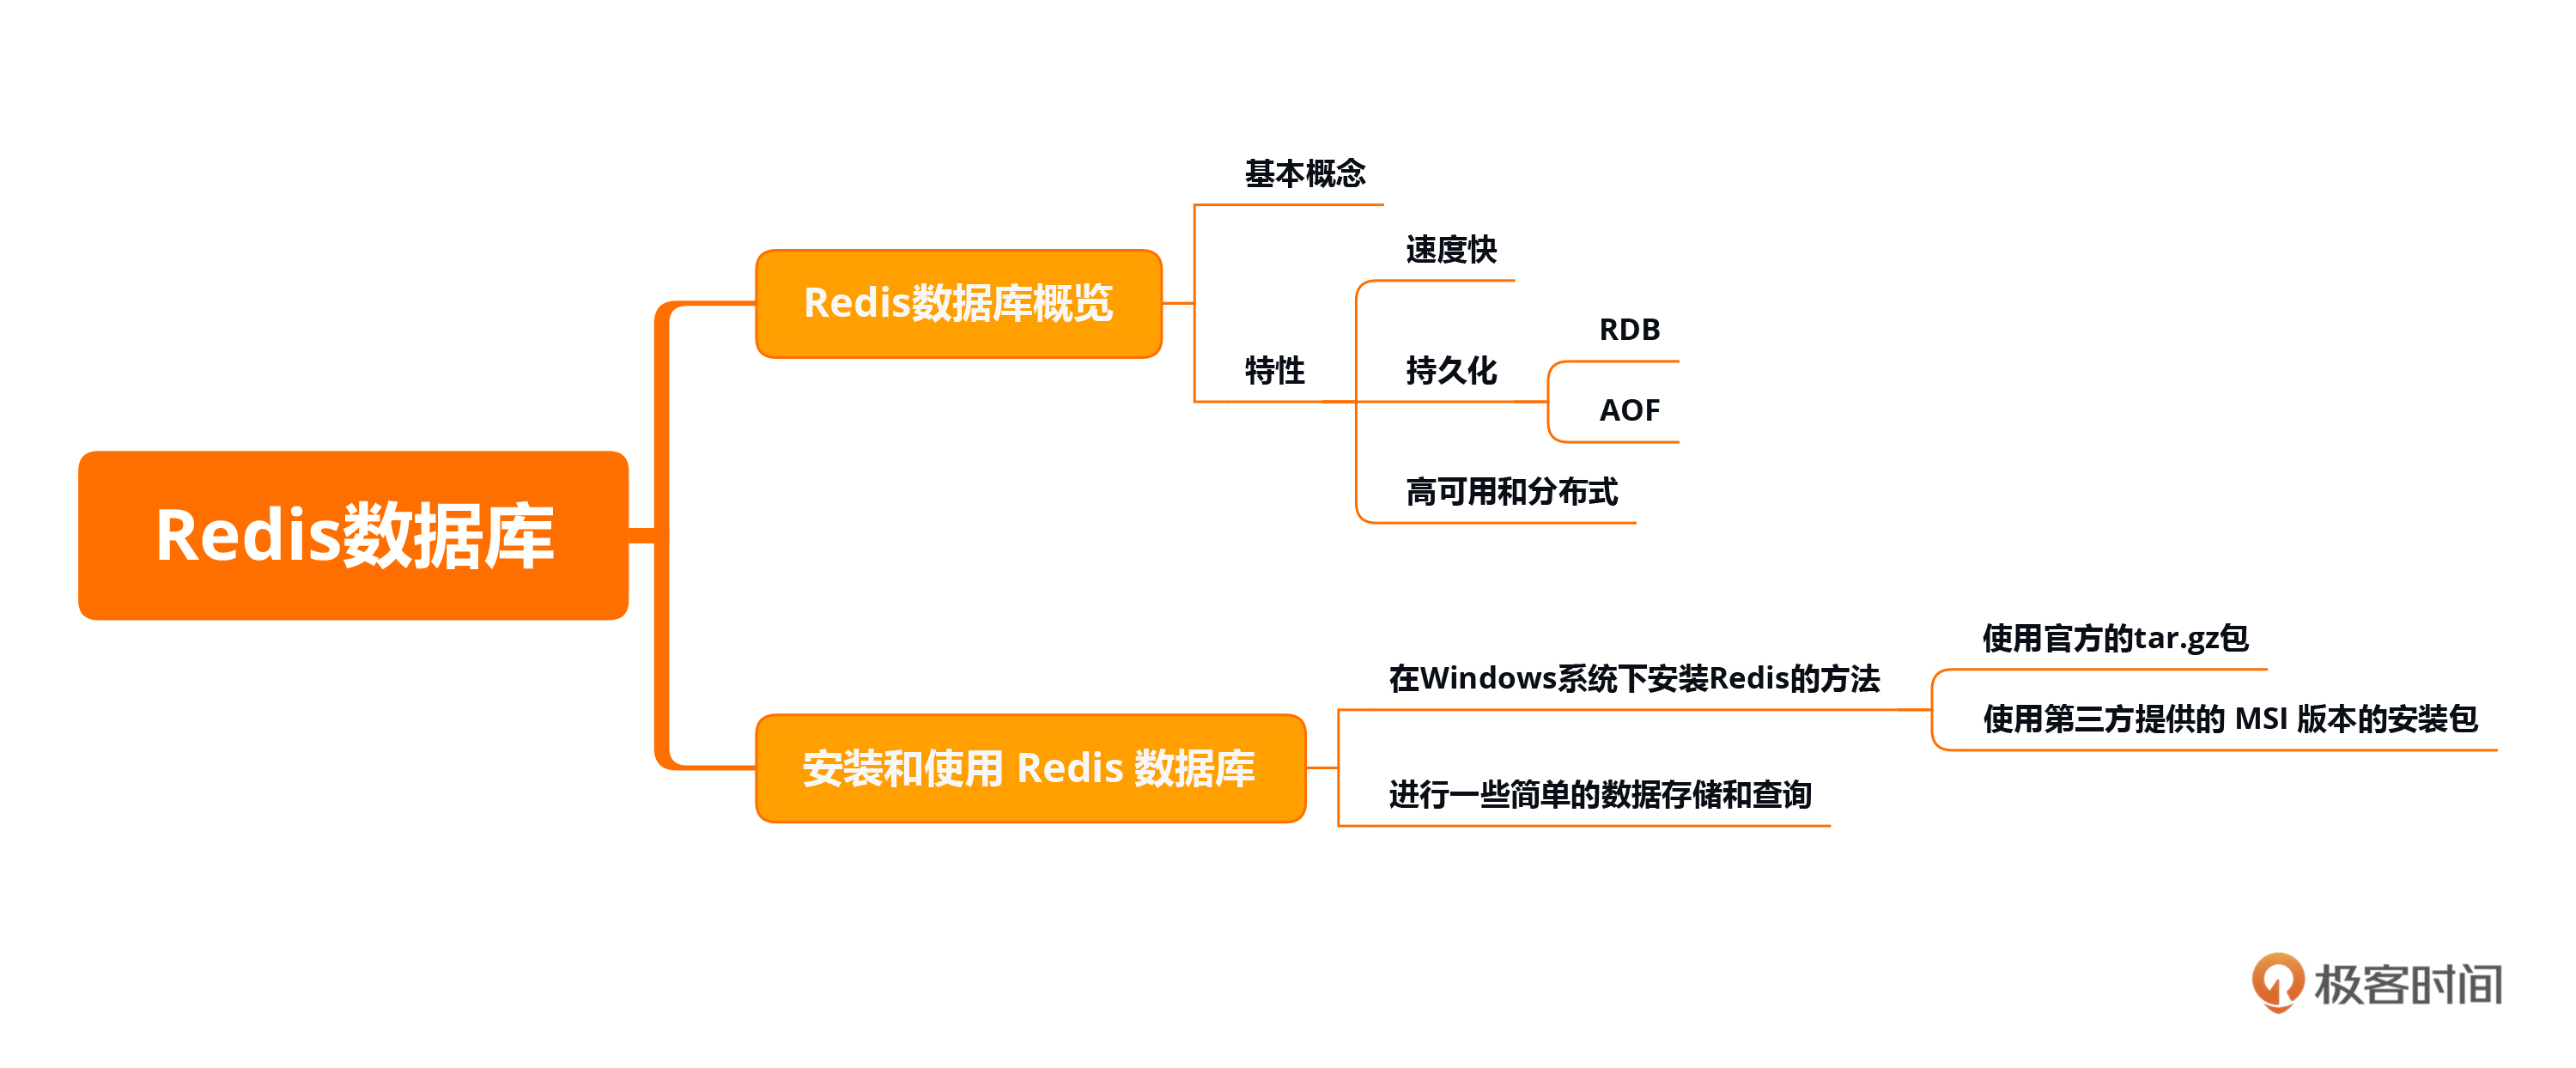 Redis数据库
Redis数据库概览
基本概念
特性
速度快
持久化
RDB
AOF
高可用和分布式
安装和使用 Redis 数据库
在Windows系统下安装Redis的方法
使用官方的tar.gz包
使用第三方提供的 MSI 版本的安装包
进行一些简单的数据存储和查询
极客时间